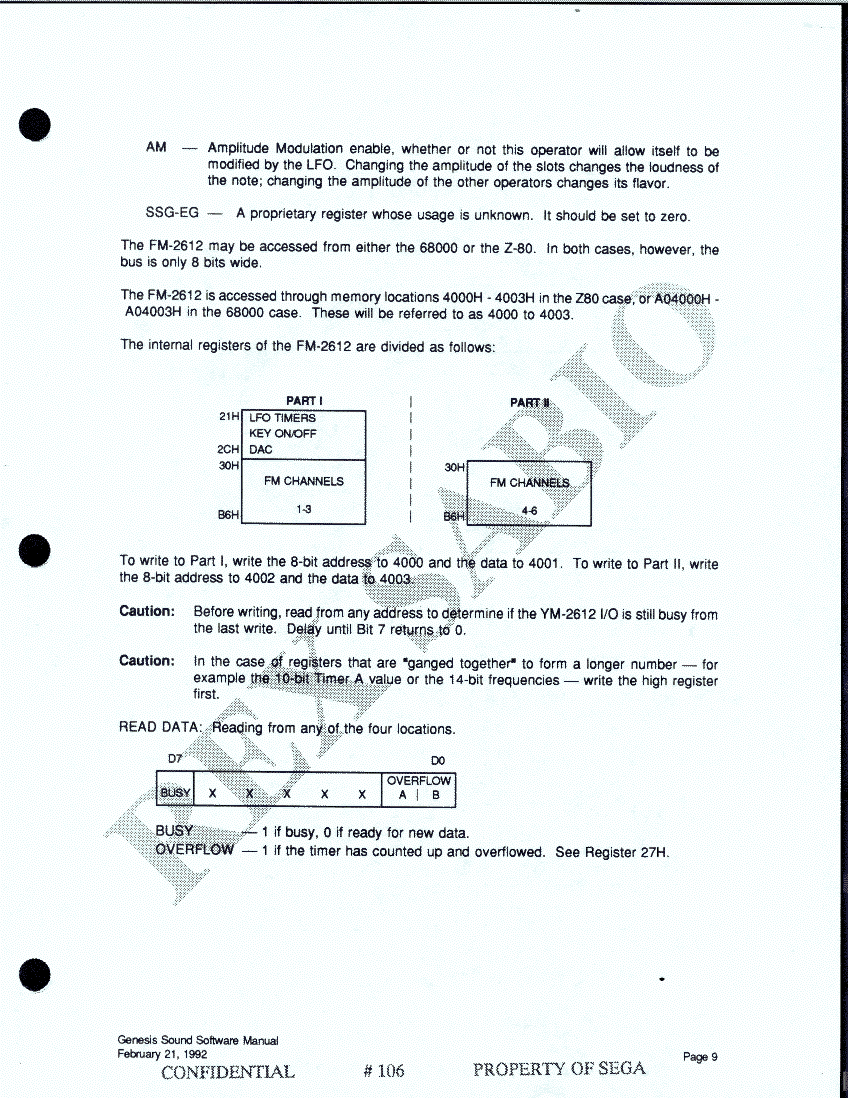 AM — Amplitude Modulation enable, whether or not this operator will allow itself to be
modified by the LFO. Changing the amplitude of the slots changes the loudness of
the note; changing the amplitude of the other operators changes its flavor.
SSG-EG — A proprietary register whose usage is unknown. It should be set to zero.
The FM-2612 may be accessed from either the 68000 or the Z-80. In both cases, however, the
bus is only 8 bits wide.
The FM-2612 is accessed through memory locations 4000H - 4003H in the Z80 case, or A04000H -
A04003H in the 68000 case. These will be referred to as 4000 to 4003.
The internal registers of the FM-2612 are divided as follows:
PART I
PART II
21H LFO TIMERS
KEY ON/OFF
2CH DAC
30H
FM CHANNELS
1-3
B6H
30H
FM CHANNELS
4-6
B6H
To write to Part I, write the 8-bit address to 4000 and the data to 4001. To write to Part II, write
the 8-bit address to 4002 and the data to 4003.
Caution: Before writing, read from any address to determine if the YM-2612 I/O is still busy from
the last write. Delay until Bit 7 returns to 0.
Caution: In the case of registers that are "ganged together" to form a longer number — for
example the 10-bit Timer A value or the 14-bit frequencies — write the high register
first.
READ DATA: Reading from any of the four locations.
D7 D0
OVERFLOW
BUSY X X X X X A | B
BUSY — 1 if busy, 0 if ready for new data.
OVERFLOW — 1 if the timer has counted up and overflowed. See Register 27H.
REX SABIO
Genesis Sound Software Manual
February 21, 1992
Page 9
CONFIDENTIAL # 106 PROPERTY OF SEGA